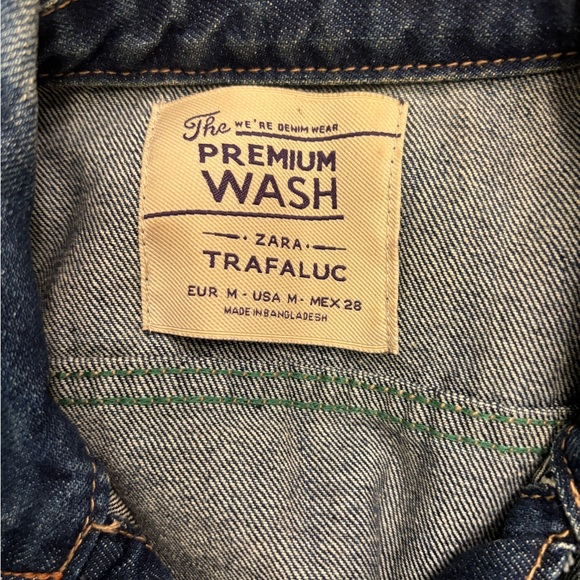 The WE'RE DENIM WEAR
PREMIUM
WASH
ZARA
TRAFALUC
EUR M - USA M - MEX 28
MADE IN BANGLADESH